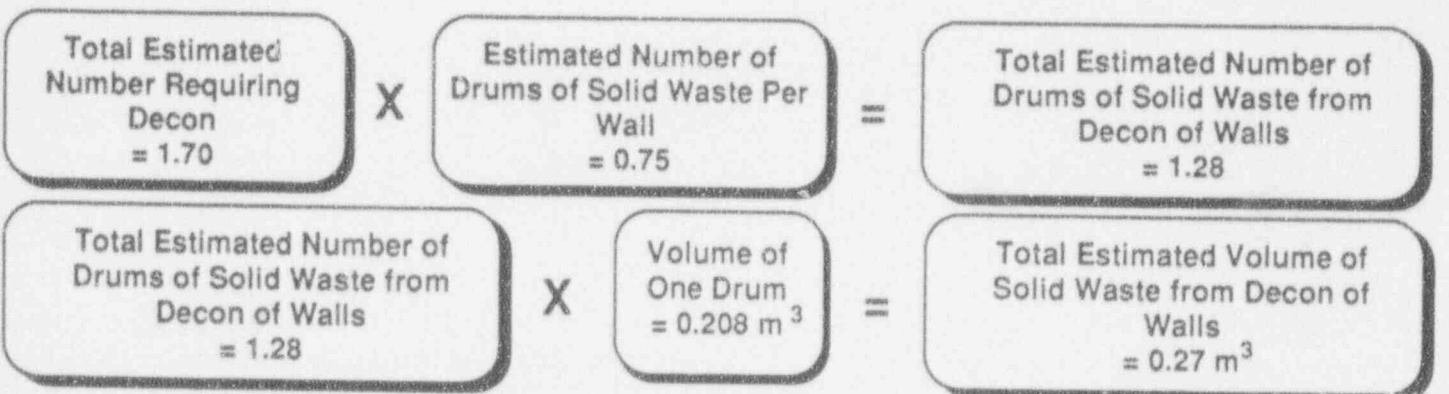 Total Estimated
Number Requiring
Decon
= 1.70
X
Estimated Number of
Drums of Solid Waste Per
Wall
= 0.75
=
Total Estimated Number of
Drums of Solid Waste from
Decon of Walls
= 1.28
Total Estimated Number of
Drums of Solid Waste from
Decon of Walls
= 1.28
X
Volume of
One Drum
= 0.208 m³
=
Total Estimated Volume of
Solid Waste from Decon of
Walls
= 0.27 m³